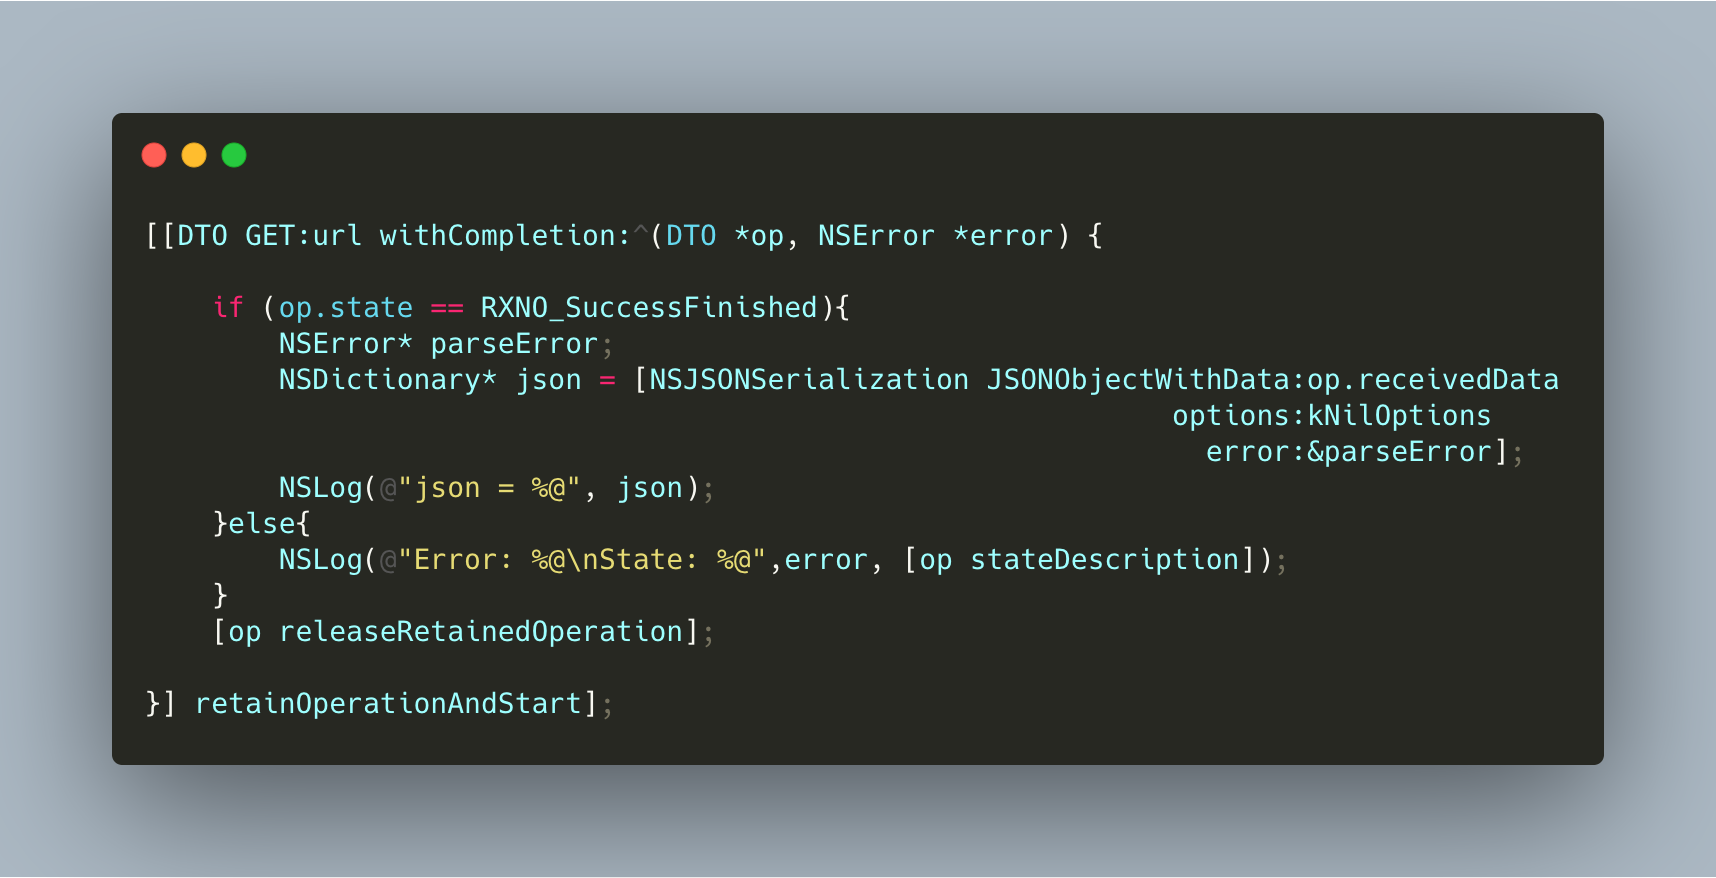 [[DTO GET:url withCompletion:^(DTO *op, NSError *error) {
if (op.state == RXNO_SuccessFinished){
NSError* parseError;
NSDictionary* json = [NSJSONSerialization JSONObjectWithData:op.receivedData
options:kNilOptions
error:&parseError];
NSLog(@"json = %@", json);
}else{
NSLog(@"Error: %@\nState: %@",error, [op stateDescription]);
}
[op releaseRetainedOperation];
}] retainOperationAndStart];